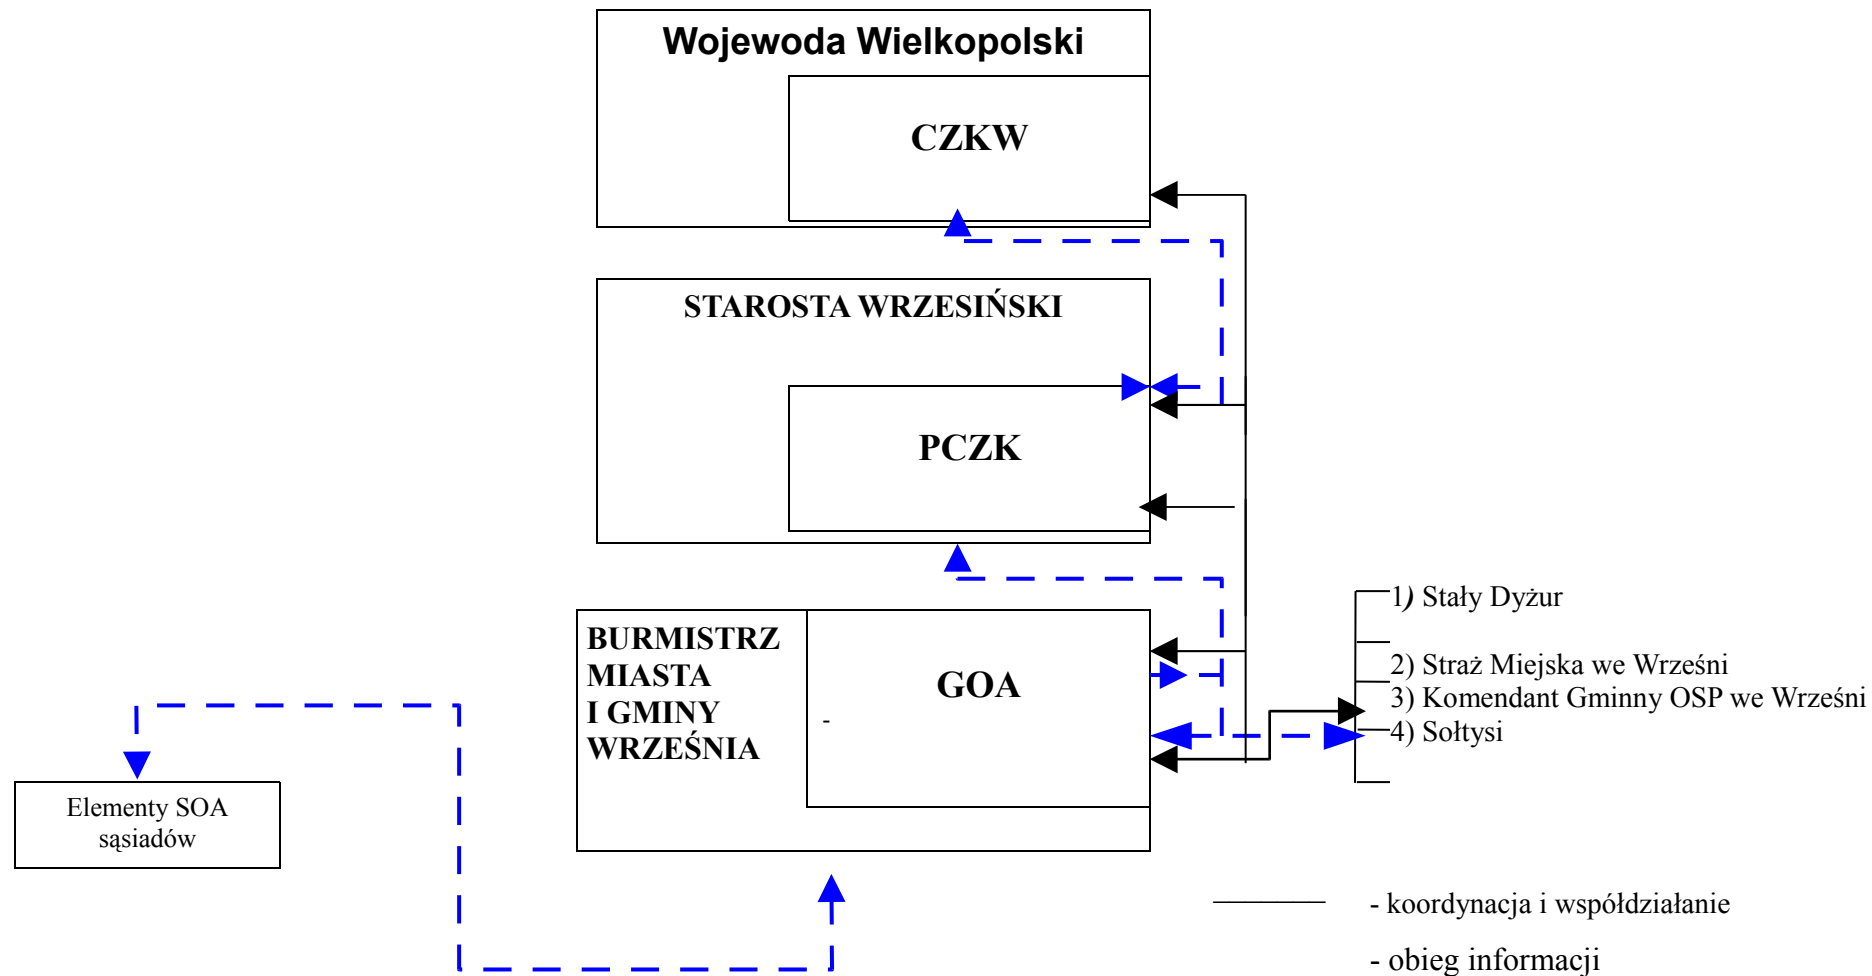 Wojewoda Wielkopolski
CZKW
STAROSTA WRZESIŃSKI
PCZK
BURMISTRZ
MIASTA
I GMINY
WRZEŚNIA
GOA
-
1) Stały Dyżur
2) Straż Miejska we Wrześni
3) Komendant Gminny OSP we Wrześni
4) Sołtysi
Elementy SOA
sąsiadów
- koordynacja i współdziałanie
- obieg informacji